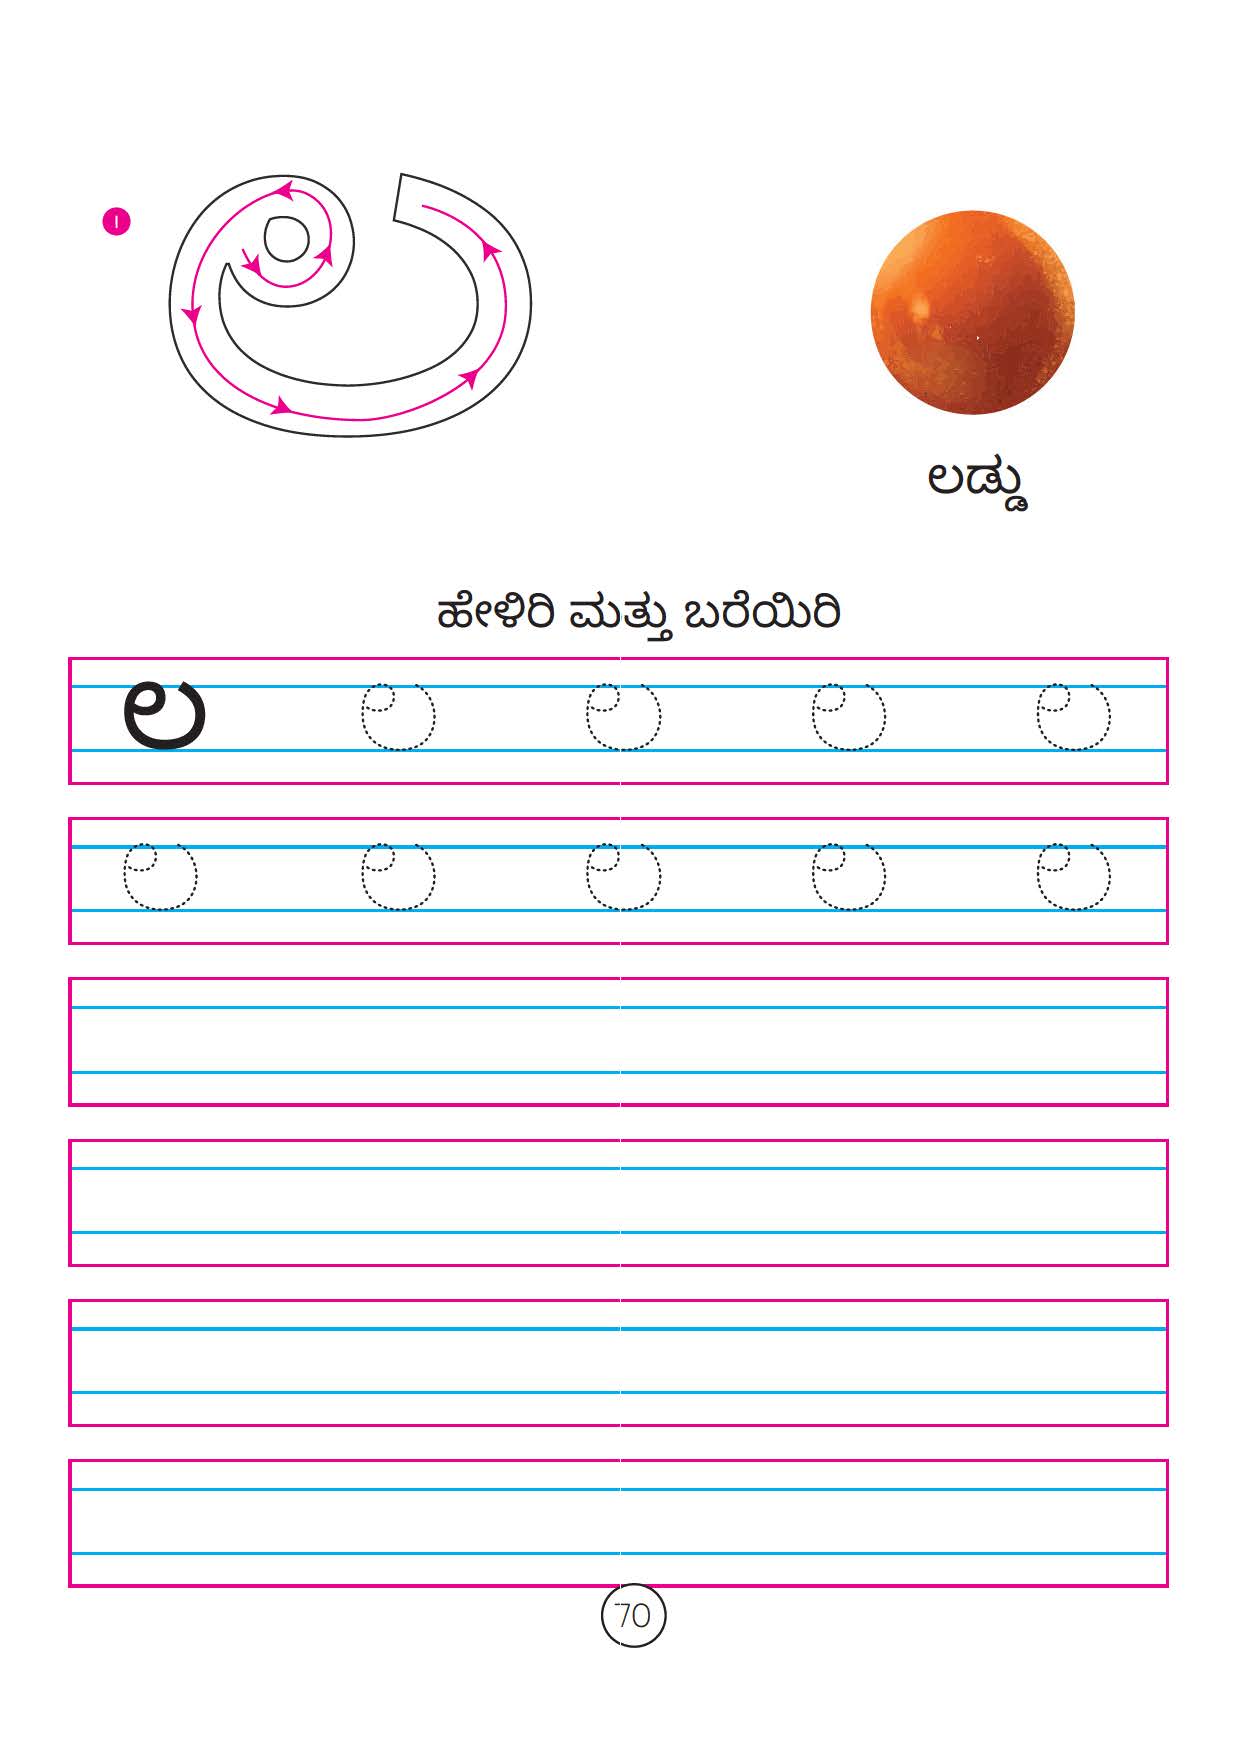 1
ಲಡ್ಡು
ಹೇಳಿರಿ ಮತ್ತು ಬರೆಯಿರಿ
ಲ ಲ ಲ ಲ ಲ
ಲ ಲ ಲ ಲ ಲ
70